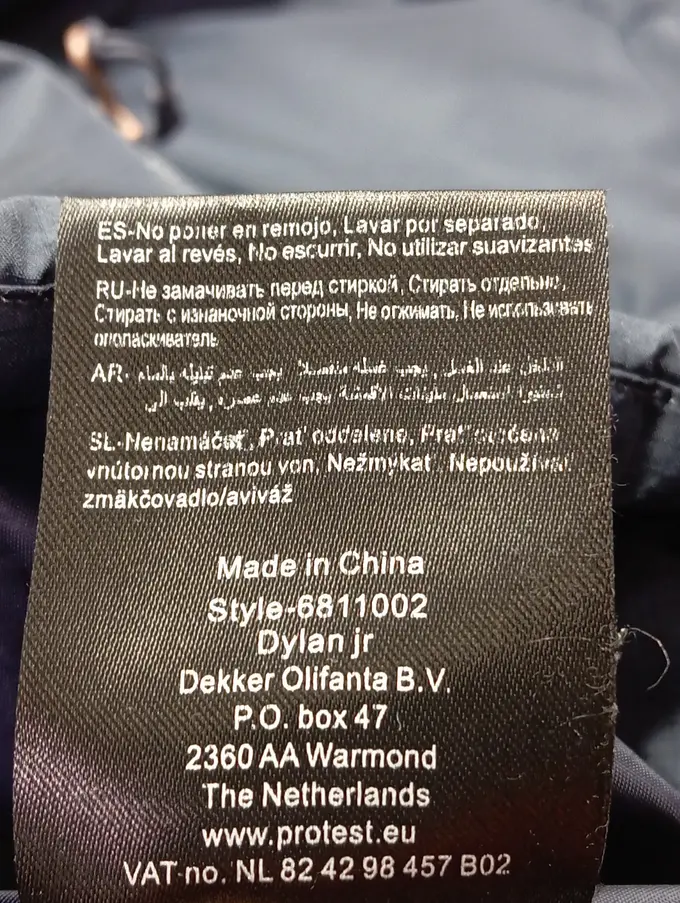 ES-No poner en remojo, Lavar por separado,
Lavar al revés, No escurrir, No utilizar suavizantes
RU-Не замачивать перед стиркой, Стирать отдельно,
Стирать с изнаночной стороны, Не отжимать, Не использовать
ополаскиватель
AR-
SL-Nenamáčať, Prať oddelene, Prať
vnútornou stranou von, Nežmykať Nepoužívať
zmäkčovadlo/aviváž
Made in China
Style-6811002
Dylan jr
Dekker Olifanta B.V.
P.O. box 47
2360 AA Warmond
The Netherlands
www.protest.eu
VAT no. NL 82 42 98 457 B02